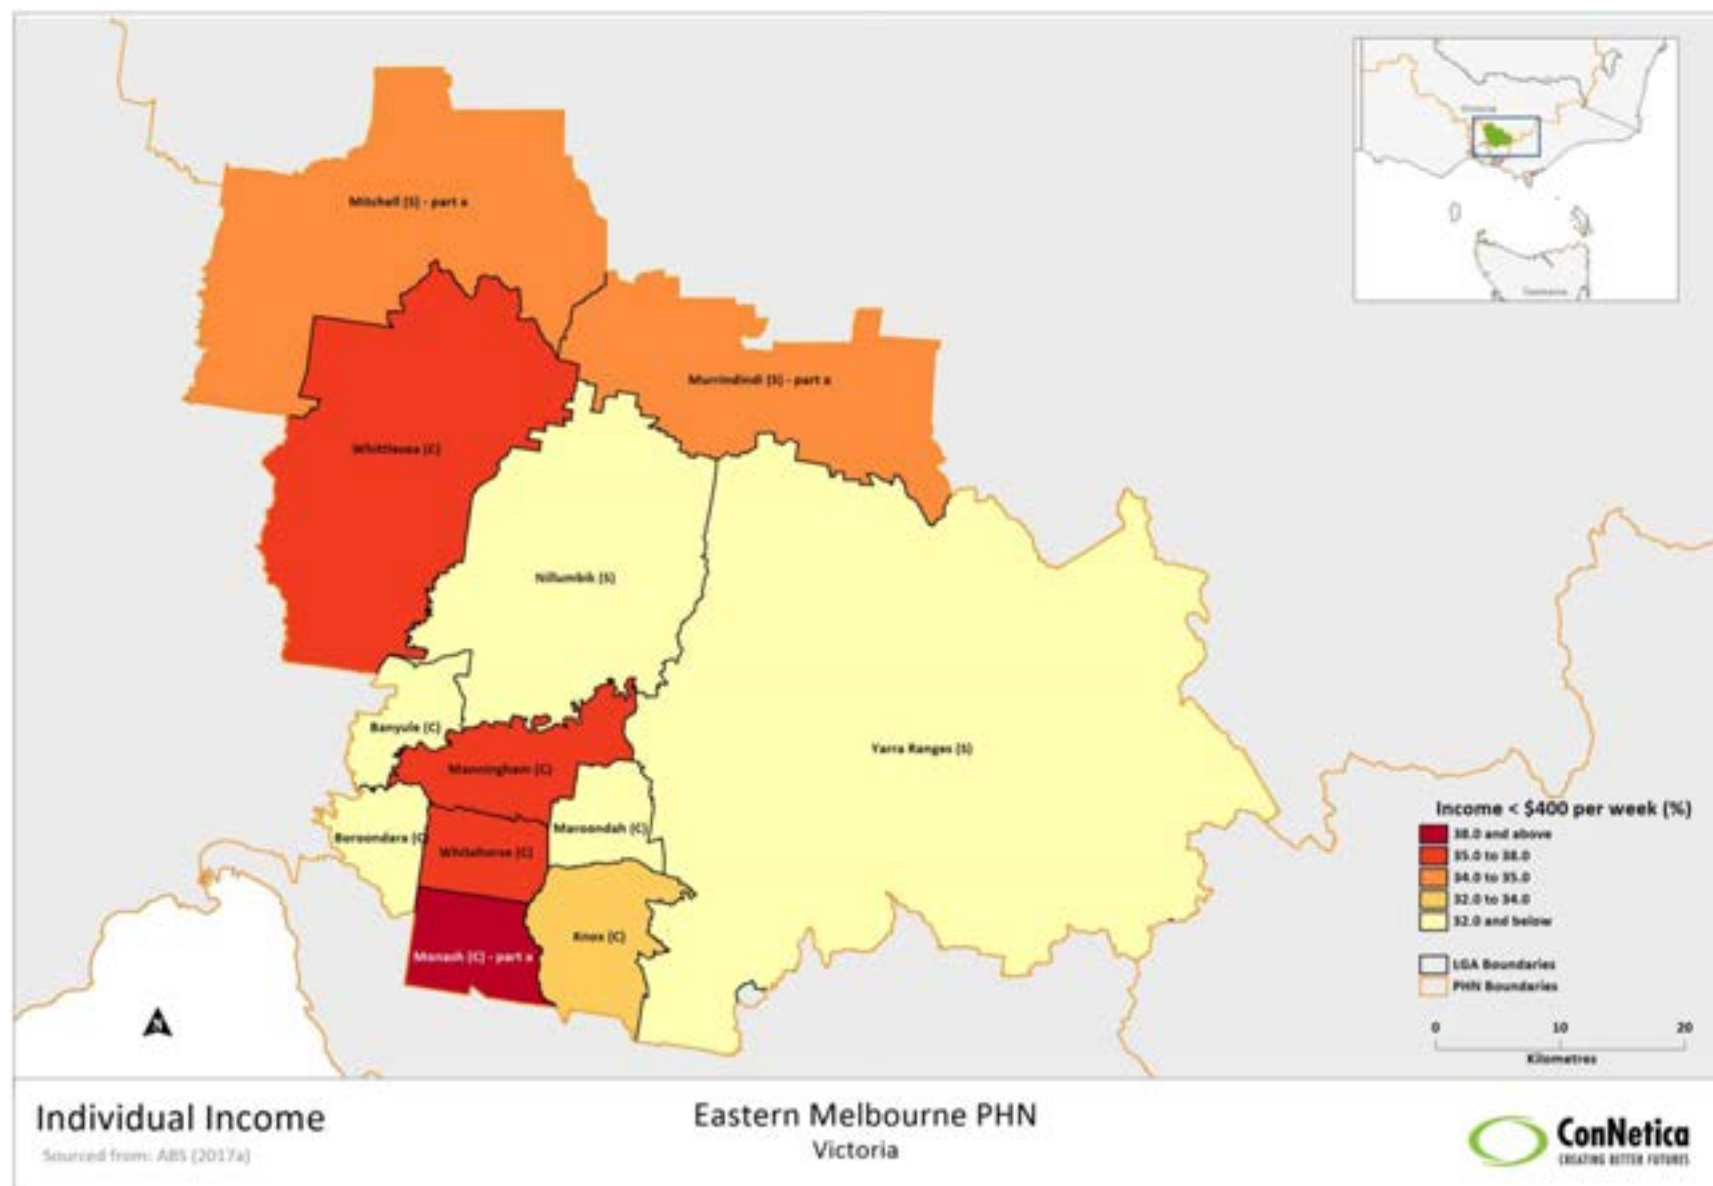 Victoria
Tasmania
Mitchell (S) - part a
Murrindindi (S) - part a
Whittlesea (C)
Nillumbik (S)
Banyule (C)
Yarra Ranges (S)
Manningham (C)
Maroondah (C)
Boroondara (C)
Whitehorse (C)
Knox (C)
Monash (C) - part a
Income < $400 per week (%)
38.0 and above
35.0 to 38.0
34.0 to 35.0
32.0 to 34.0
32.0 and below
LGA Boundaries
PHN Boundaries
0 10 20
Kilometres
N
Individual Income
Sourced from: ABS (2017a)
Eastern Melbourne PHN
Victoria
ConNetica
CREATING BETTER FUTURES